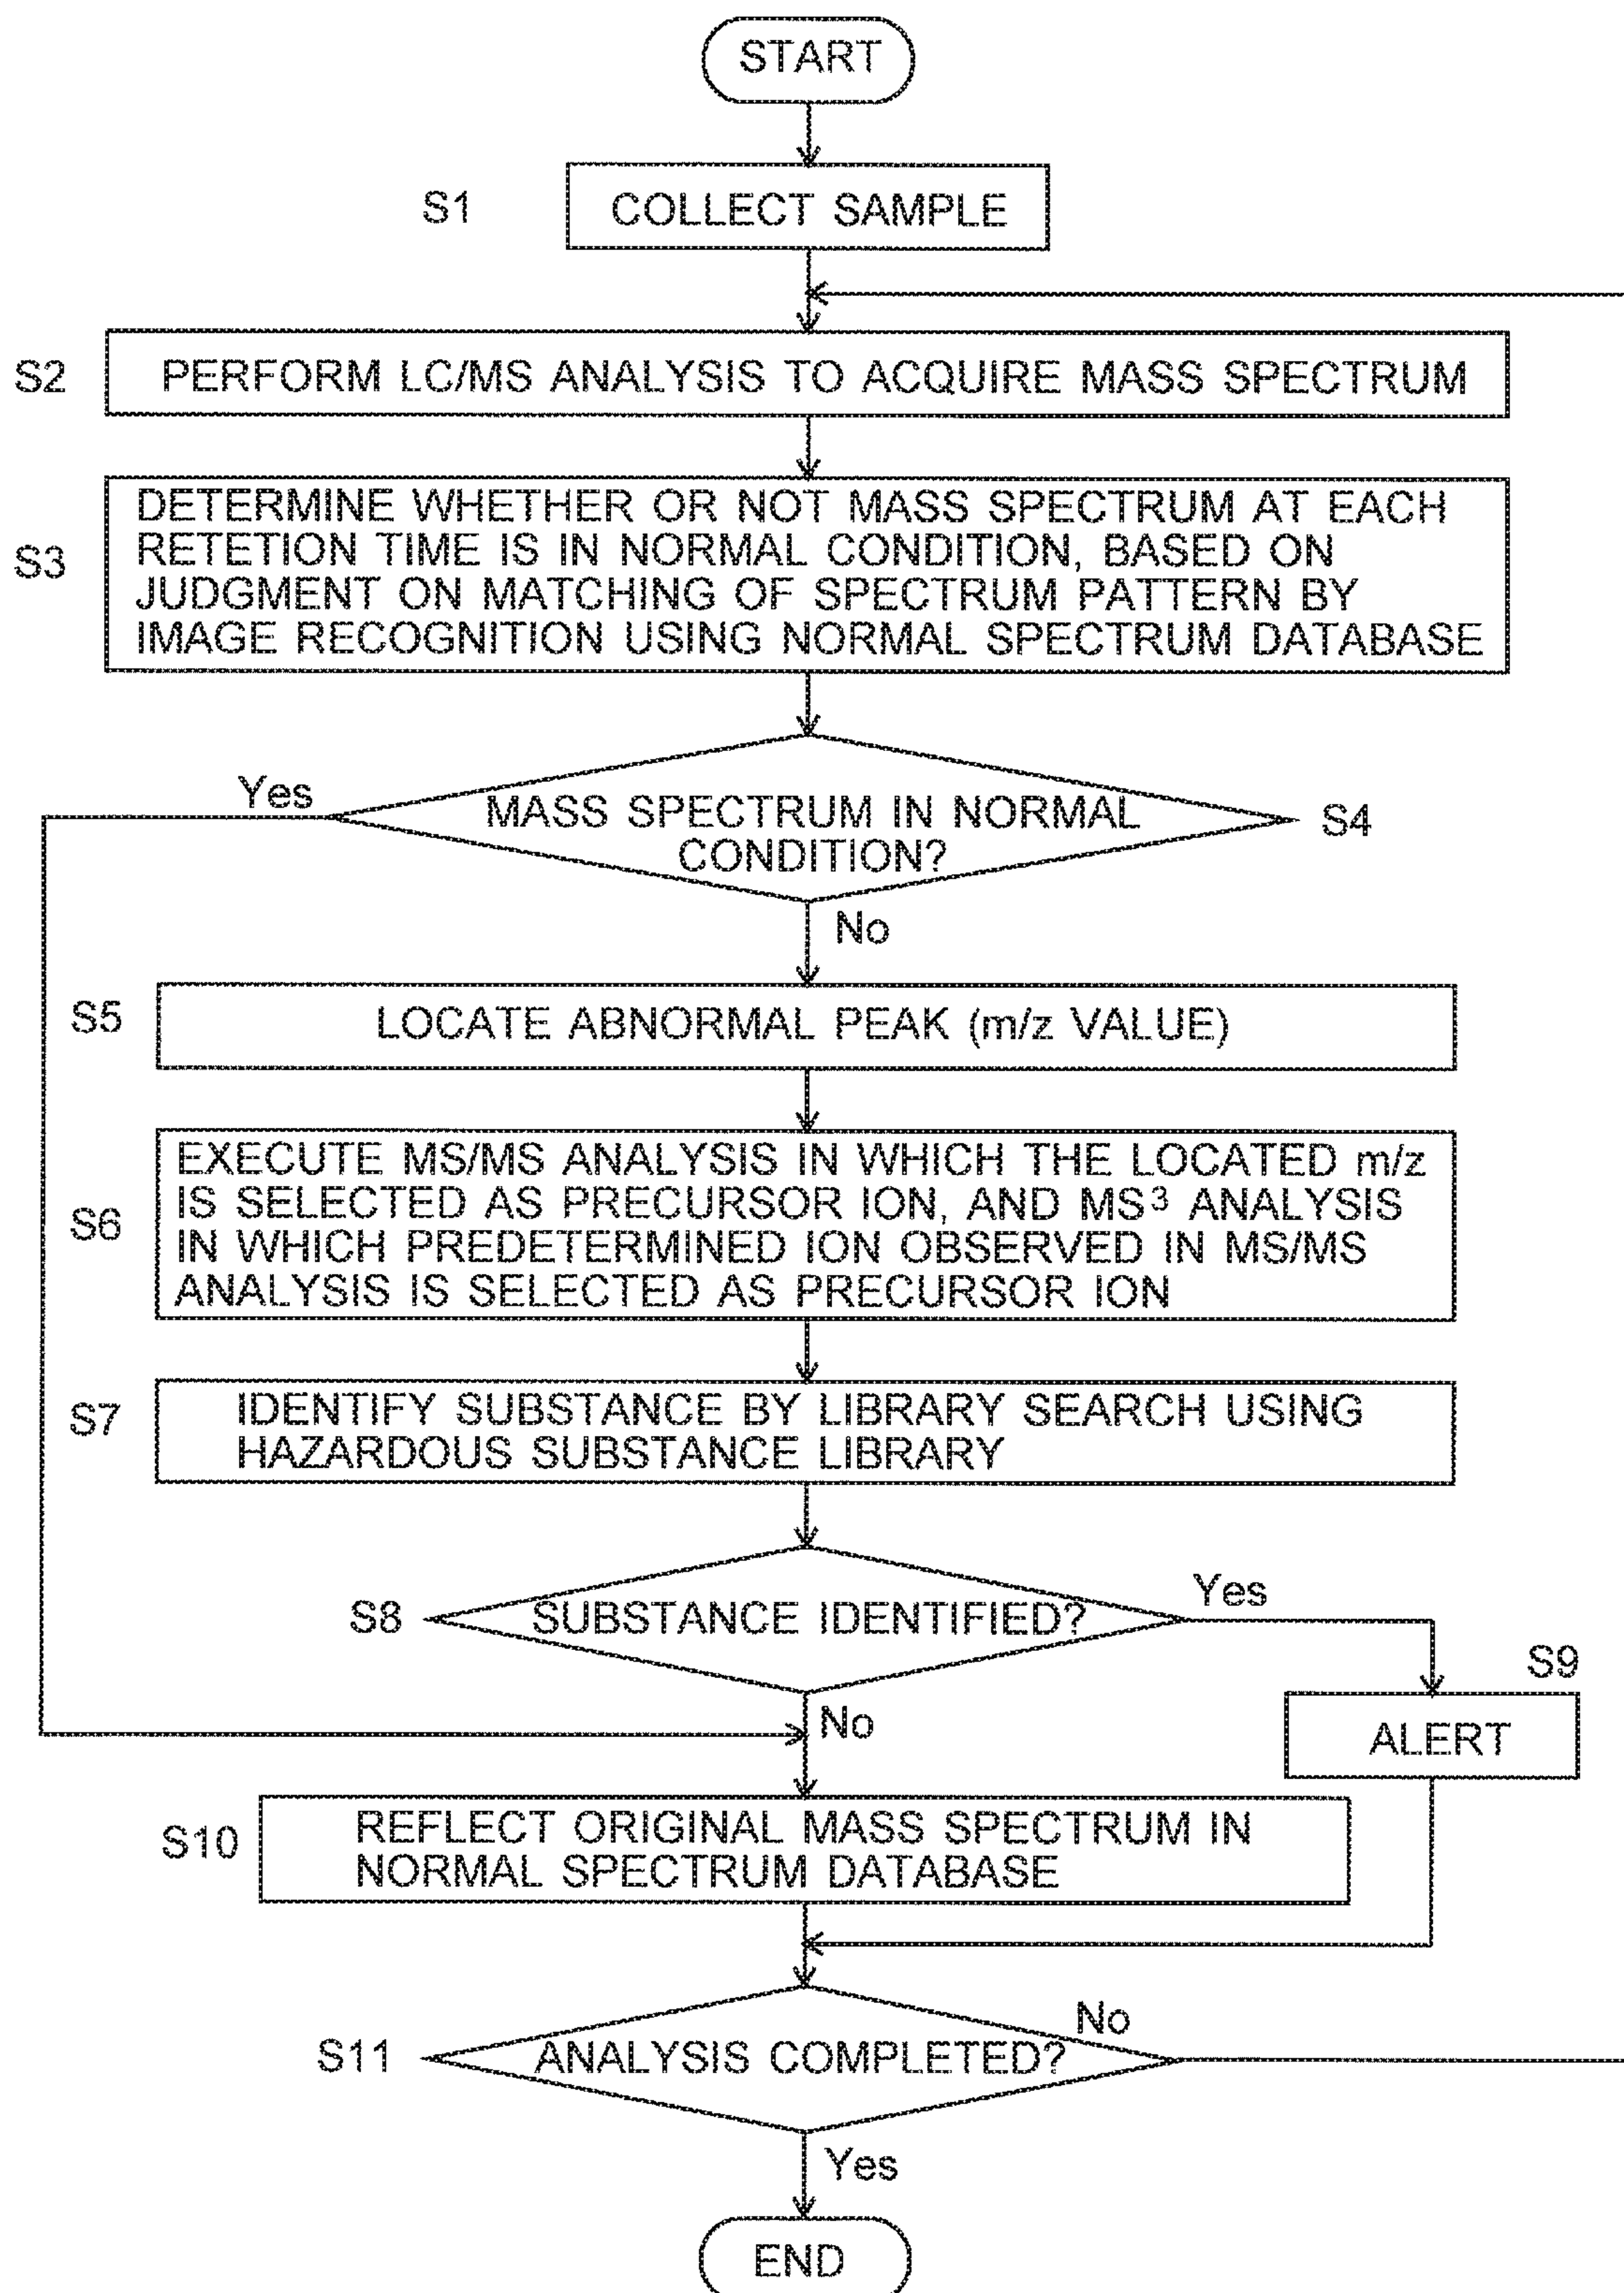 START
S1
COLLECT SAMPLE
S2
PERFORM LC/MS ANALYSIS TO ACQUIRE MASS SPECTRUM
S3
DETERMINE WHETHER OR NOT MASS SPECTRUM AT EACH
RETETION TIME IS IN NORMAL CONDITION, BASED ON
JUDGMENT ON MATCHING OF SPECTRUM PATTERN BY
IMAGE RECOGNITION USING NORMAL SPECTRUM DATABASE
Yes
MASS SPECTRUM IN NORMAL
CONDITION?
S4
No
S5
LOCATE ABNORMAL PEAK (m/z VALUE)
S6
EXECUTE MS/MS ANALYSIS IN WHICH THE LOCATED m/z
IS SELECTED AS PRECURSOR ION, AND MS³ ANALYSIS
IN WHICH PREDETERMINED ION OBSERVED IN MS/MS
ANALYSIS IS SELECTED AS PRECURSOR ION
S7
IDENTIFY SUBSTANCE BY LIBRARY SEARCH USING
HAZARDOUS SUBSTANCE LIBRARY
S8
SUBSTANCE IDENTIFIED?
Yes
S9
No
ALERT
S10
REFLECT ORIGINAL MASS SPECTRUM IN
NORMAL SPECTRUM DATABASE
S11
ANALYSIS COMPLETED?
No
Yes
END